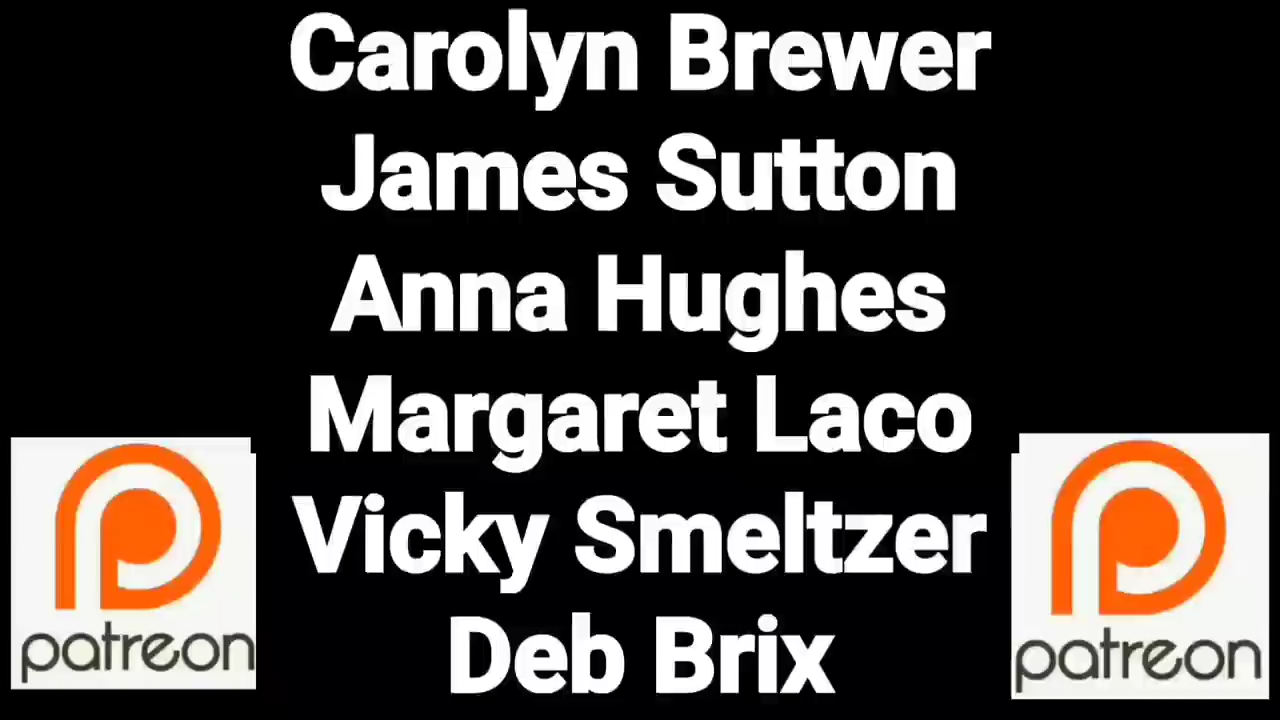 Carolyn Brewer
James Sutton
Anna Hughes
Margaret Laco
Vicky Smeltzer
Deb Brix
patreon
patreon